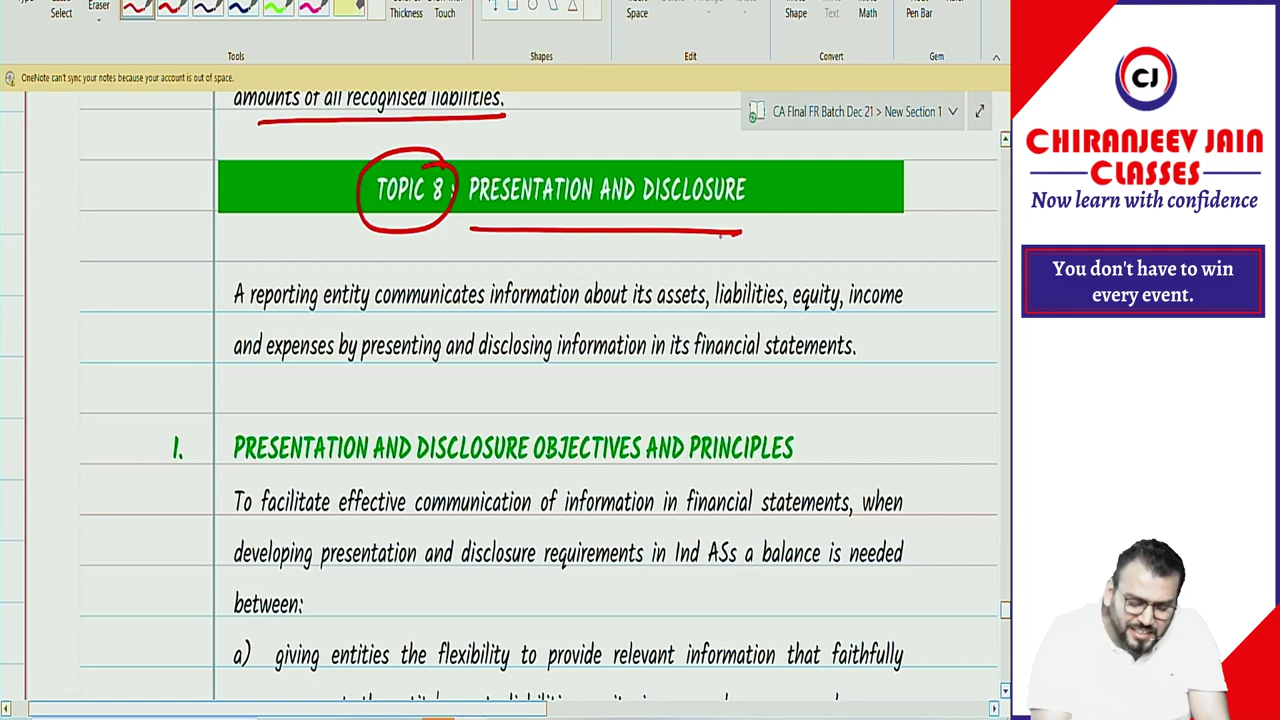 Select
Eraser
Thickness
Touch
Space
Shape
Text
Math
Pen Bar
Tools
Shapes
Edit
Convert
Gem
OneNote can't sync your notes because your account is out of space.
CA FInal FR Batch Dec 21 > New Section 1
amounts of all recognised liabilities.
TOPIC 8 : PRESENTATION AND DISCLOSURE
A reporting entity communicates information about its assets, liabilities, equity, income
and expenses by presenting and disclosing information in its financial statements.
1. PRESENTATION AND DISCLOSURE OBJECTIVES AND PRINCIPLES
To facilitate effective communication of information in financial statements, when
developing presentation and disclosure requirements in Ind ASs a balance is needed
between:
a) giving entities the flexibility to provide relevant information that faithfully
CJ
CHIRANJEEV JAIN
CLASSES
Now learn with confidence
You don't have to win
every event.